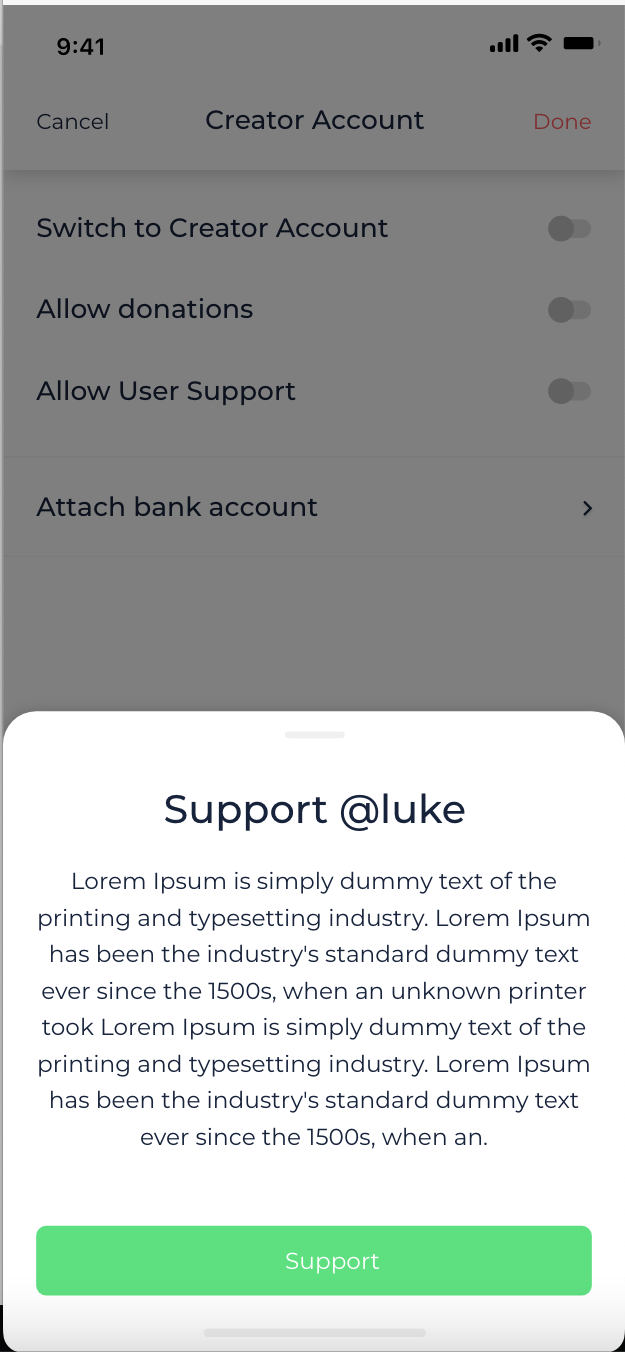 9:41
Cancel Creator Account Done
Switch to Creator Account
Allow donations
Allow User Support
Attach bank account
Support @luke
Lorem Ipsum is simply dummy text of the
printing and typesetting industry. Lorem Ipsum
has been the industry's standard dummy text
ever since the 1500s, when an unknown printer
took Lorem Ipsum is simply dummy text of the
printing and typesetting industry. Lorem Ipsum
has been the industry's standard dummy text
ever since the 1500s, when an.
Support